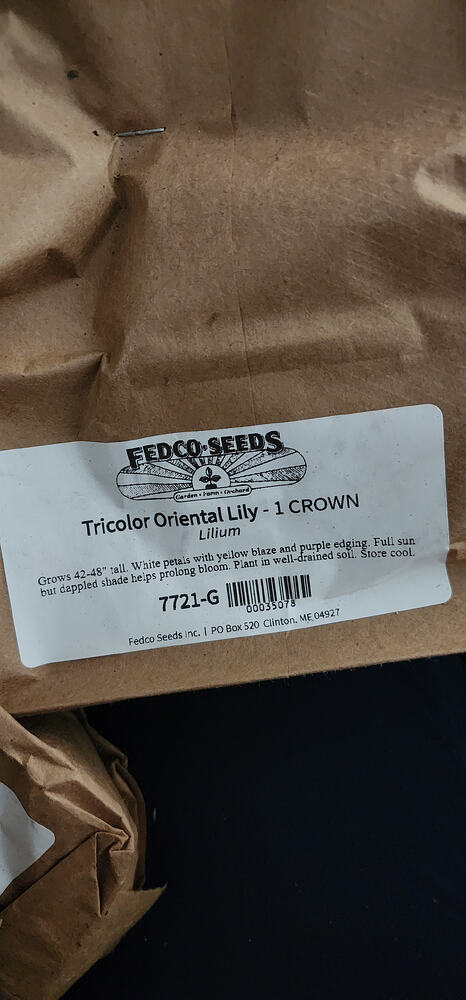 FEDCO•SEEDS
Garden • Farm • Orchard
Tricolor Oriental Lily - 1 CROWN
Lilium
Grows 42-48" tall. White petals with yellow blaze and purple edging. Full sun
but dappled shade helps prolong bloom. Plant in well-drained soil. Store cool.
7721-G
00035078
Fedco Seeds Inc. | PO Box 520 Clinton, ME 04927